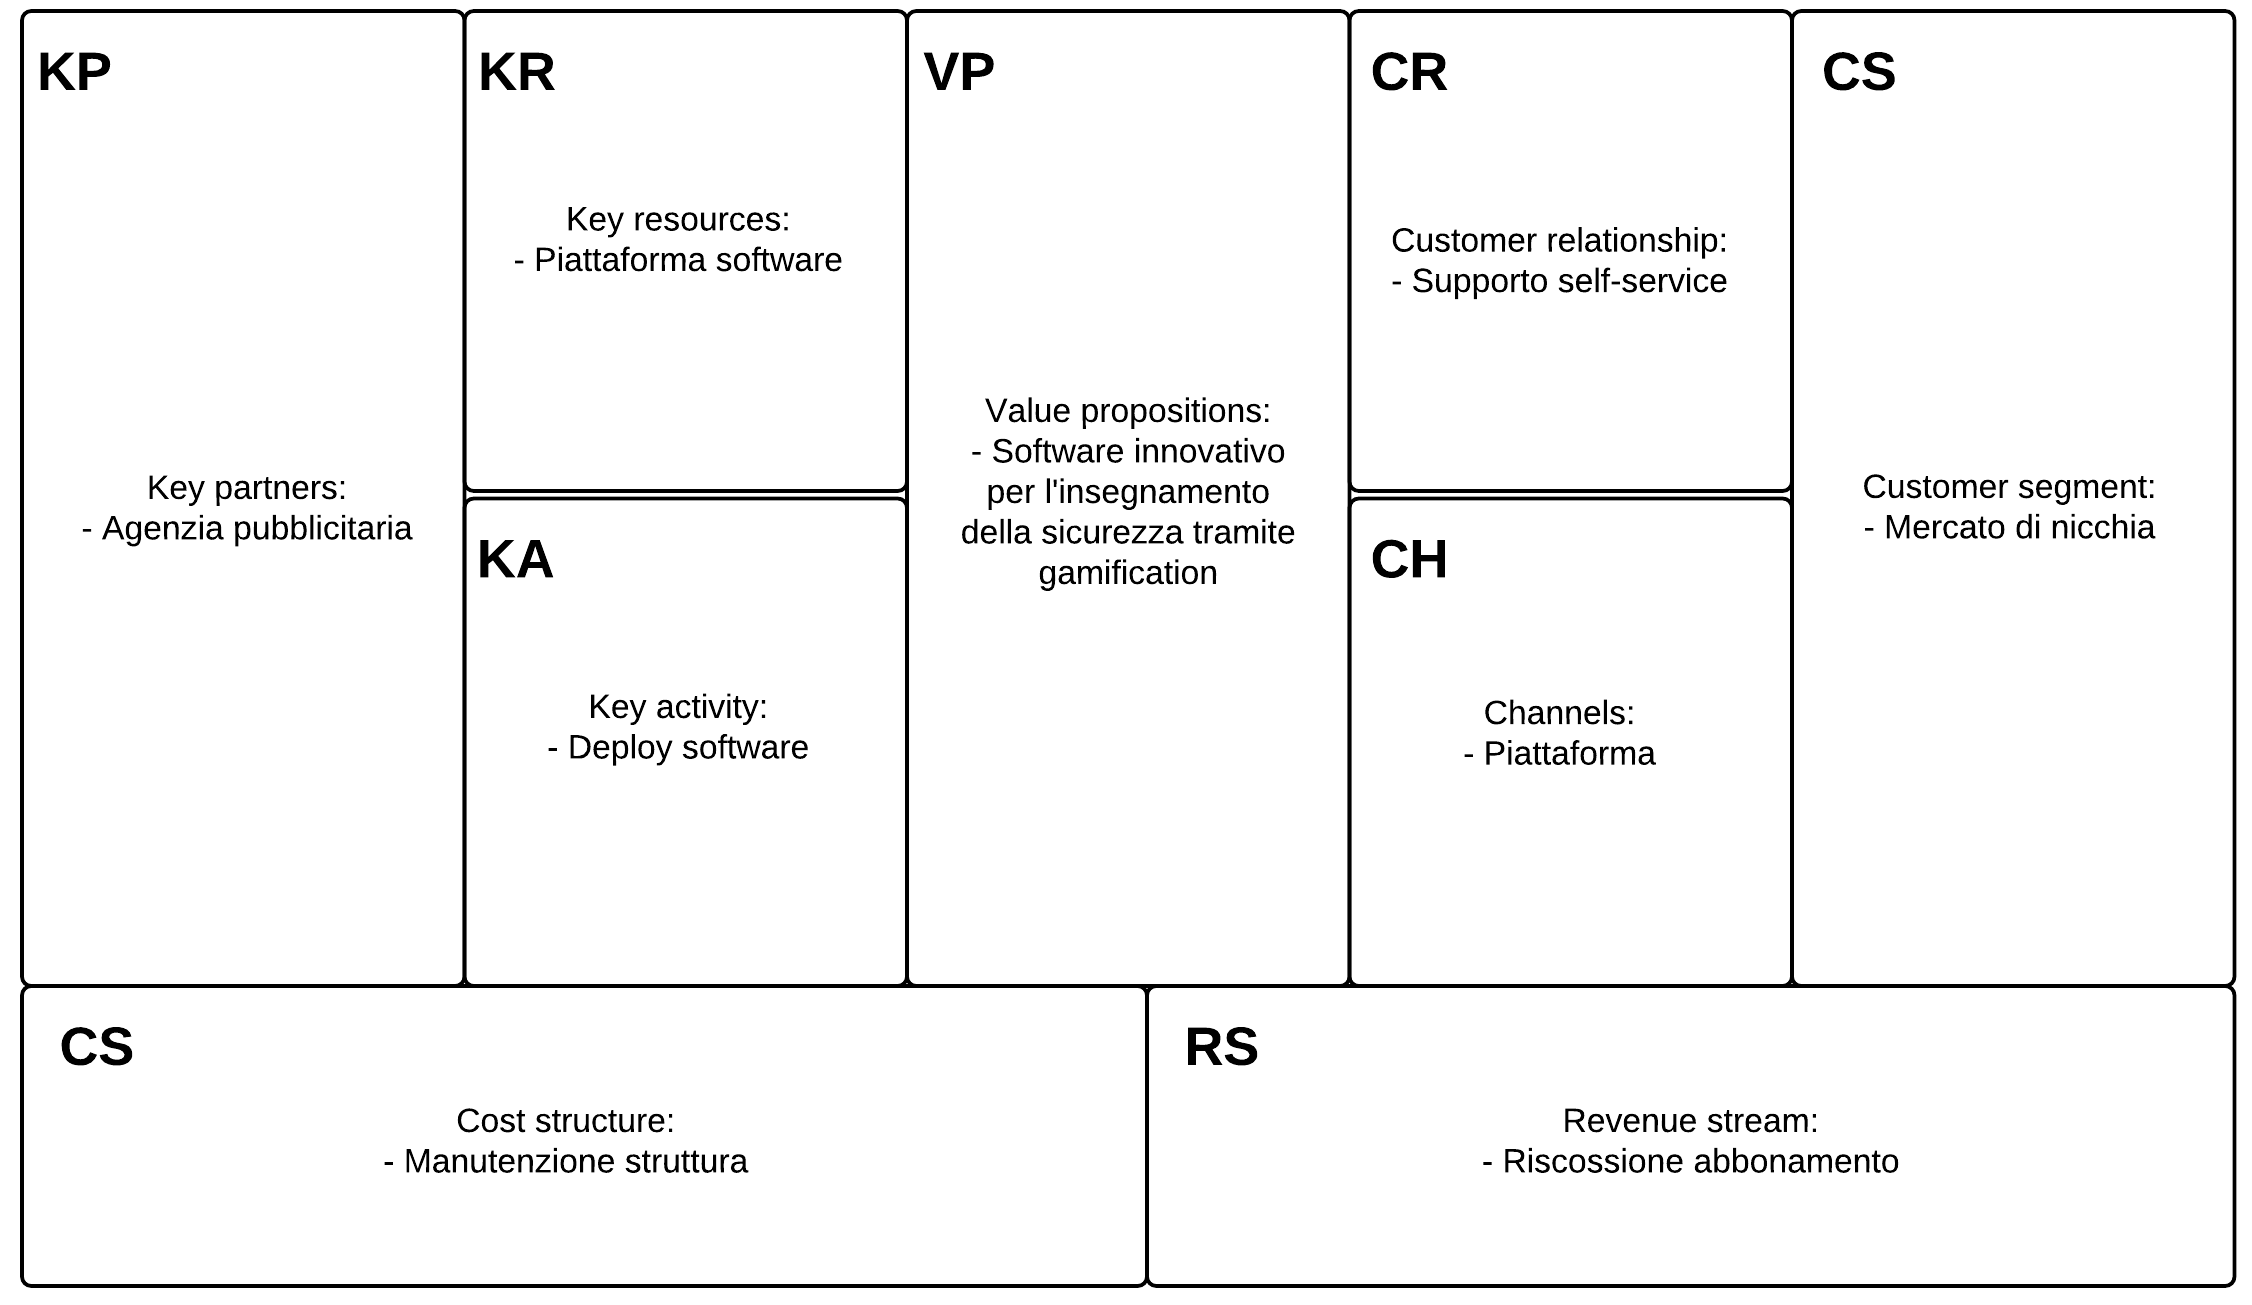 KP
Key partners:
- Agenzia pubblicitaria
KR
Key resources:
- Piattaforma software
KA
Key activity:
- Deploy software
VP
Value propositions:
- Software innovativo
per l'insegnamento
della sicurezza tramite
gamification
CR
Customer relationship:
- Supporto self-service
CH
Channels:
- Piattaforma
CS
Customer segment:
- Mercato di nicchia
CS
Cost structure:
- Manutenzione struttura
RS
Revenue stream:
- Riscossione abbonamento